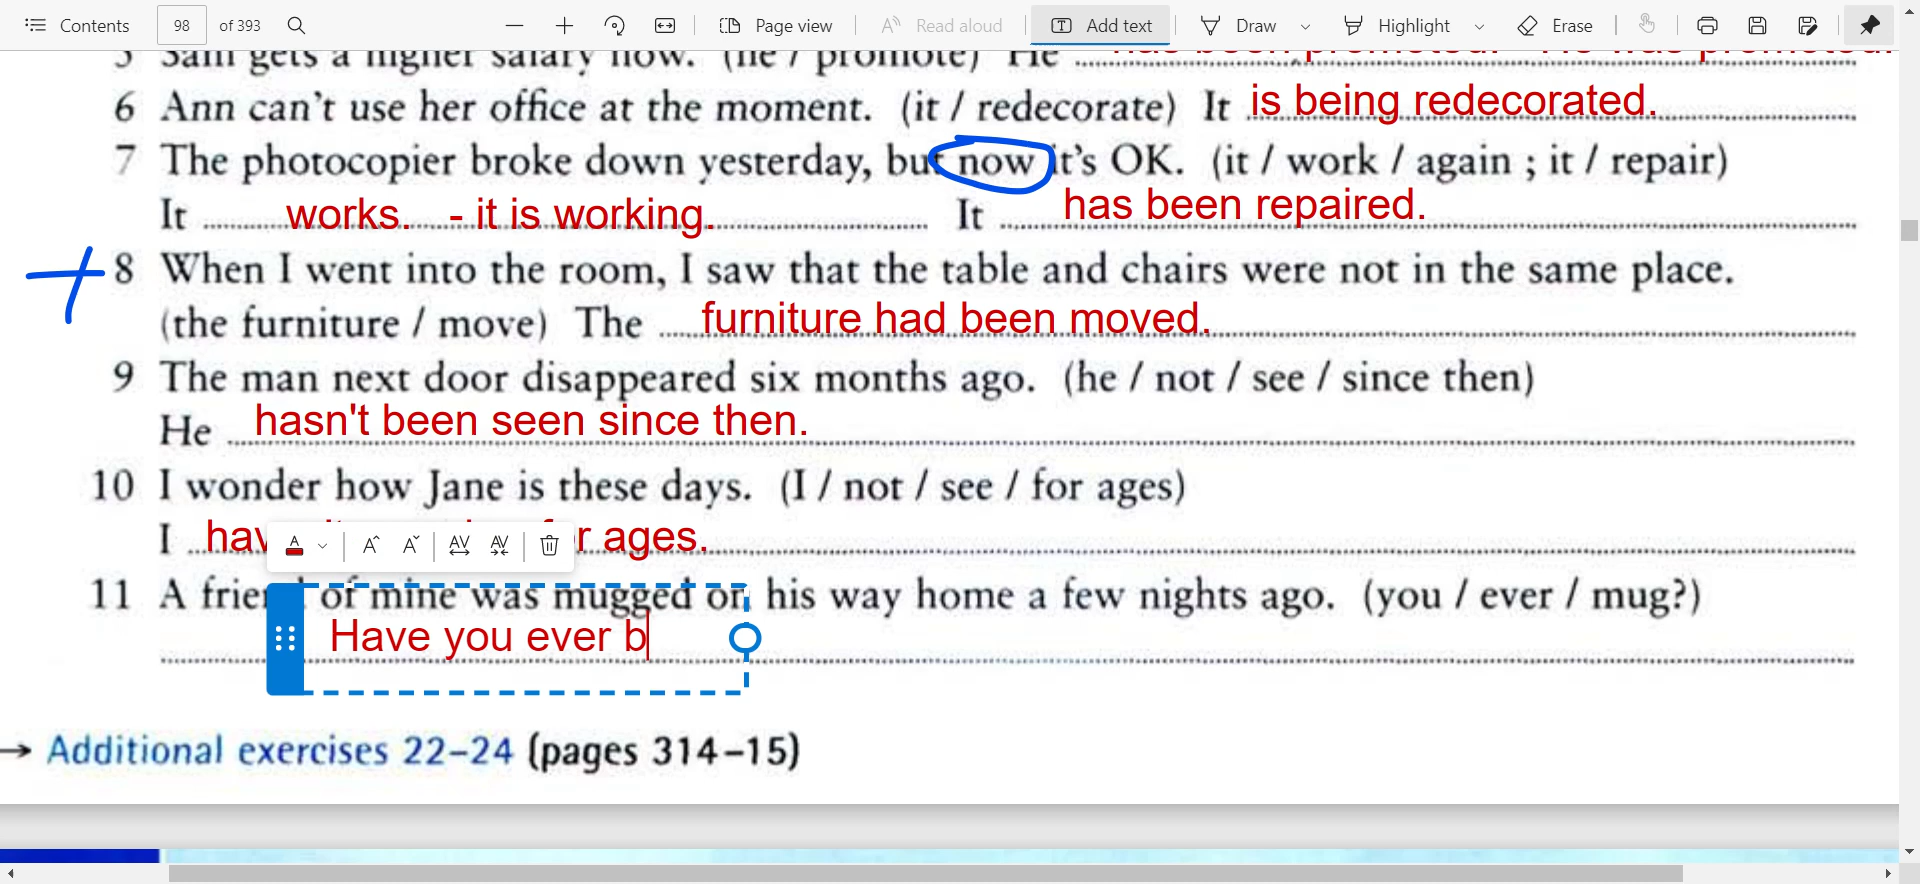 Contents 98 of 393 Page view Read aloud Add text Draw Highlight Erase
5 Sam gets a higher salary now. (he / promote) He has been promoted. He was promoted.
6 Ann can't use her office at the moment. (it / redecorate) It is being redecorated.
7 The photocopier broke down yesterday, but now it's OK. (it / work / again ; it / repair)
It works. - it is working. It has been repaired.
8 When I went into the room, I saw that the table and chairs were not in the same place.
(the furniture / move) The furniture had been moved.
9 The man next door disappeared six months ago. (he / not / see / since then)
He hasn't been seen since then.
10 I wonder how Jane is these days. (I / not / see / for ages)
I ages.
11 A friend of mine was mugged on his way home a few nights ago. (you / ever / mug?)
Have you ever b
→ Additional exercises 22–24 (pages 314–15)